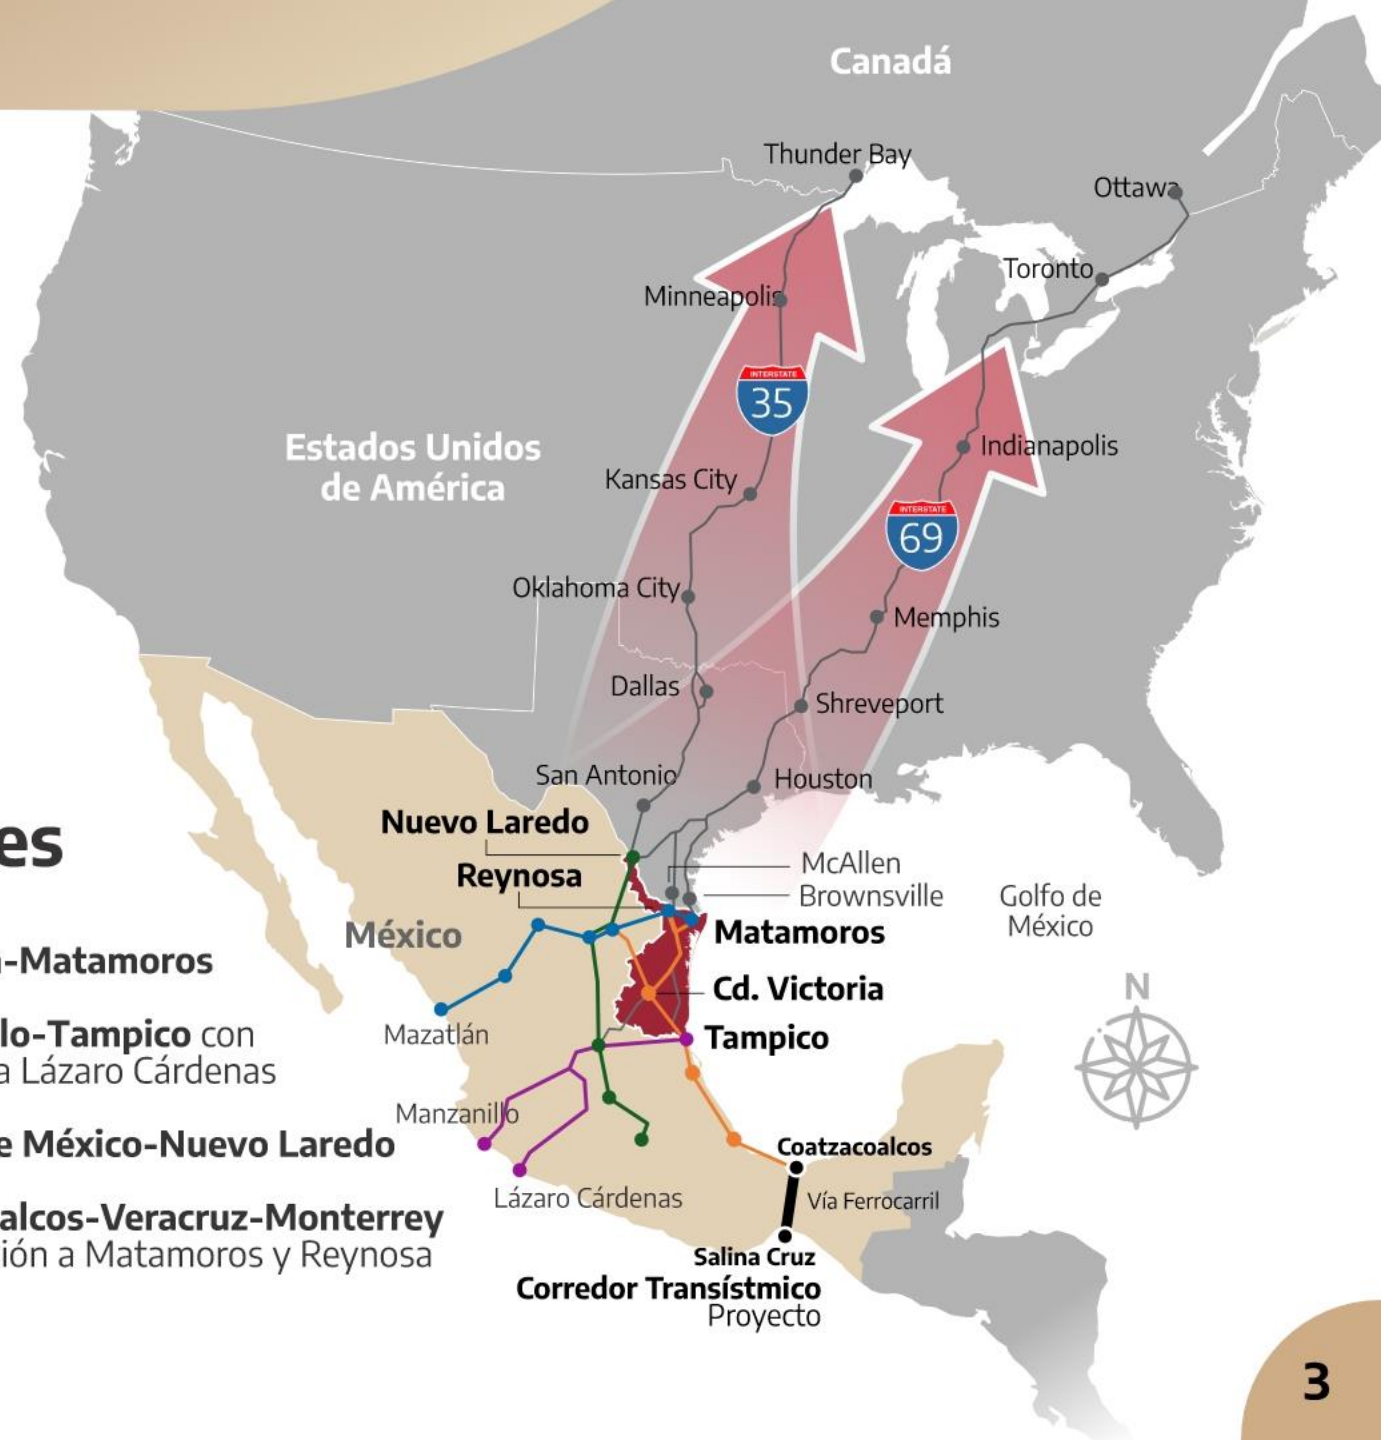 Canadá
Thunder Bay
Ottawa
Toronto
Minneapolis
INTERSTATE
35
Estados Unidos
de América
Indianapolis
Kansas City
INTERSTATE
69
Oklahoma City
Memphis
Dallas
Shreveport
San Antonio
Houston
Nuevo Laredo
es
McAllen
Reynosa
Brownsville
Golfo de
México
México
Matamoros
-Matamoros
Cd. Victoria
N
lo-Tampico con
Mazatlán
Tampico
a Lázaro Cárdenas
Manzanillo
e México-Nuevo Laredo
Coatzacoalcos
Lázaro Cárdenas
Vía Ferrocarril
alcos-Veracruz-Monterrey
ión a Matamoros y Reynosa
Salina Cruz
Corredor Transístmico
Proyecto
3